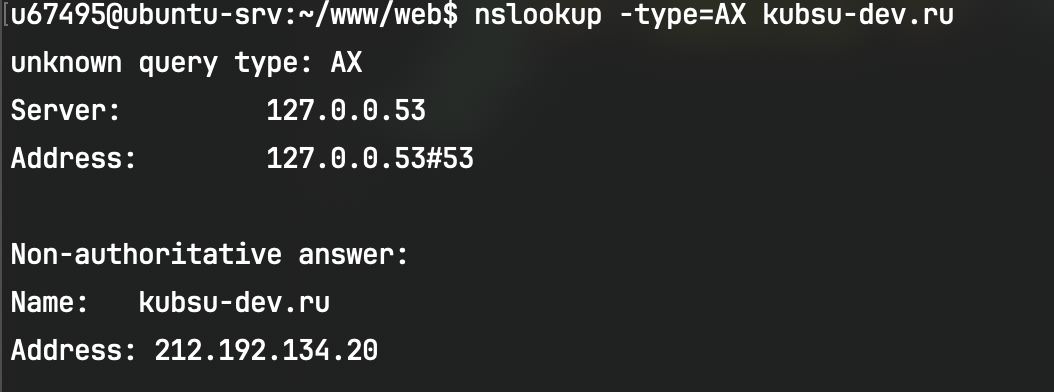 [u67495@ubuntu-srv:~/www/web$ nslookup -type=AX kubsu-dev.ru
unknown query type: AX
Server:         127.0.0.53
Address:        127.0.0.53#53
Non-authoritative answer:
Name:   kubsu-dev.ru
Address: 212.192.134.20